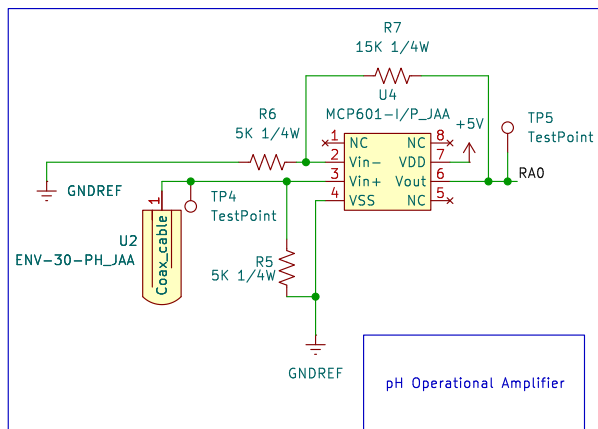 R7
15K 1/4W
U4
MCP601-I/P_JAA
R6
5K 1/4W
+5V
TP5
TestPoint
1 NC NC 8
2 Vin- VDD 7
3 Vin+ Vout 6
4 VSS NC 5
RA0
GNDREF
1
TP4
TestPoint
U2
ENV-30-PH_JAA
Coax_cable
R5
5K 1/4W
GNDREF
pH Operational Amplifier